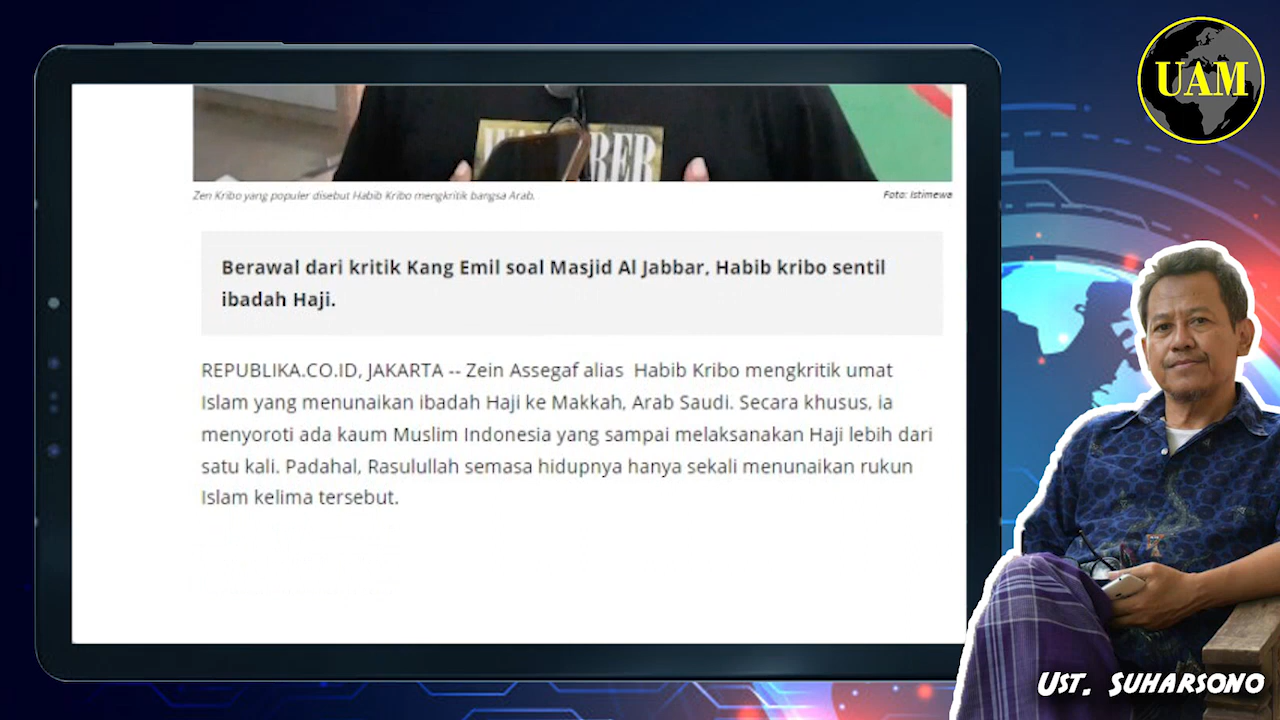 UAM
WA
BER
Zen Kribo yang populer disebut Habib Kribo mengkritik bangsa Arab.
Foto: Istimewa
Berawal dari kritik Kang Emil soal Masjid Al Jabbar, Habib kribo sentil
ibadah Haji.
REPUBLIKA.CO.ID, JAKARTA -- Zein Assegaf alias Habib Kribo mengkritik umat
Islam yang menunaikan ibadah Haji ke Makkah, Arab Saudi. Secara khusus, ia
menyoroti ada kaum Muslim Indonesia yang sampai melaksanakan Haji lebih dari
satu kali. Padahal, Rasulullah semasa hidupnya hanya sekali menunaikan rukun
Islam kelima tersebut.
UST. SUHARSONO